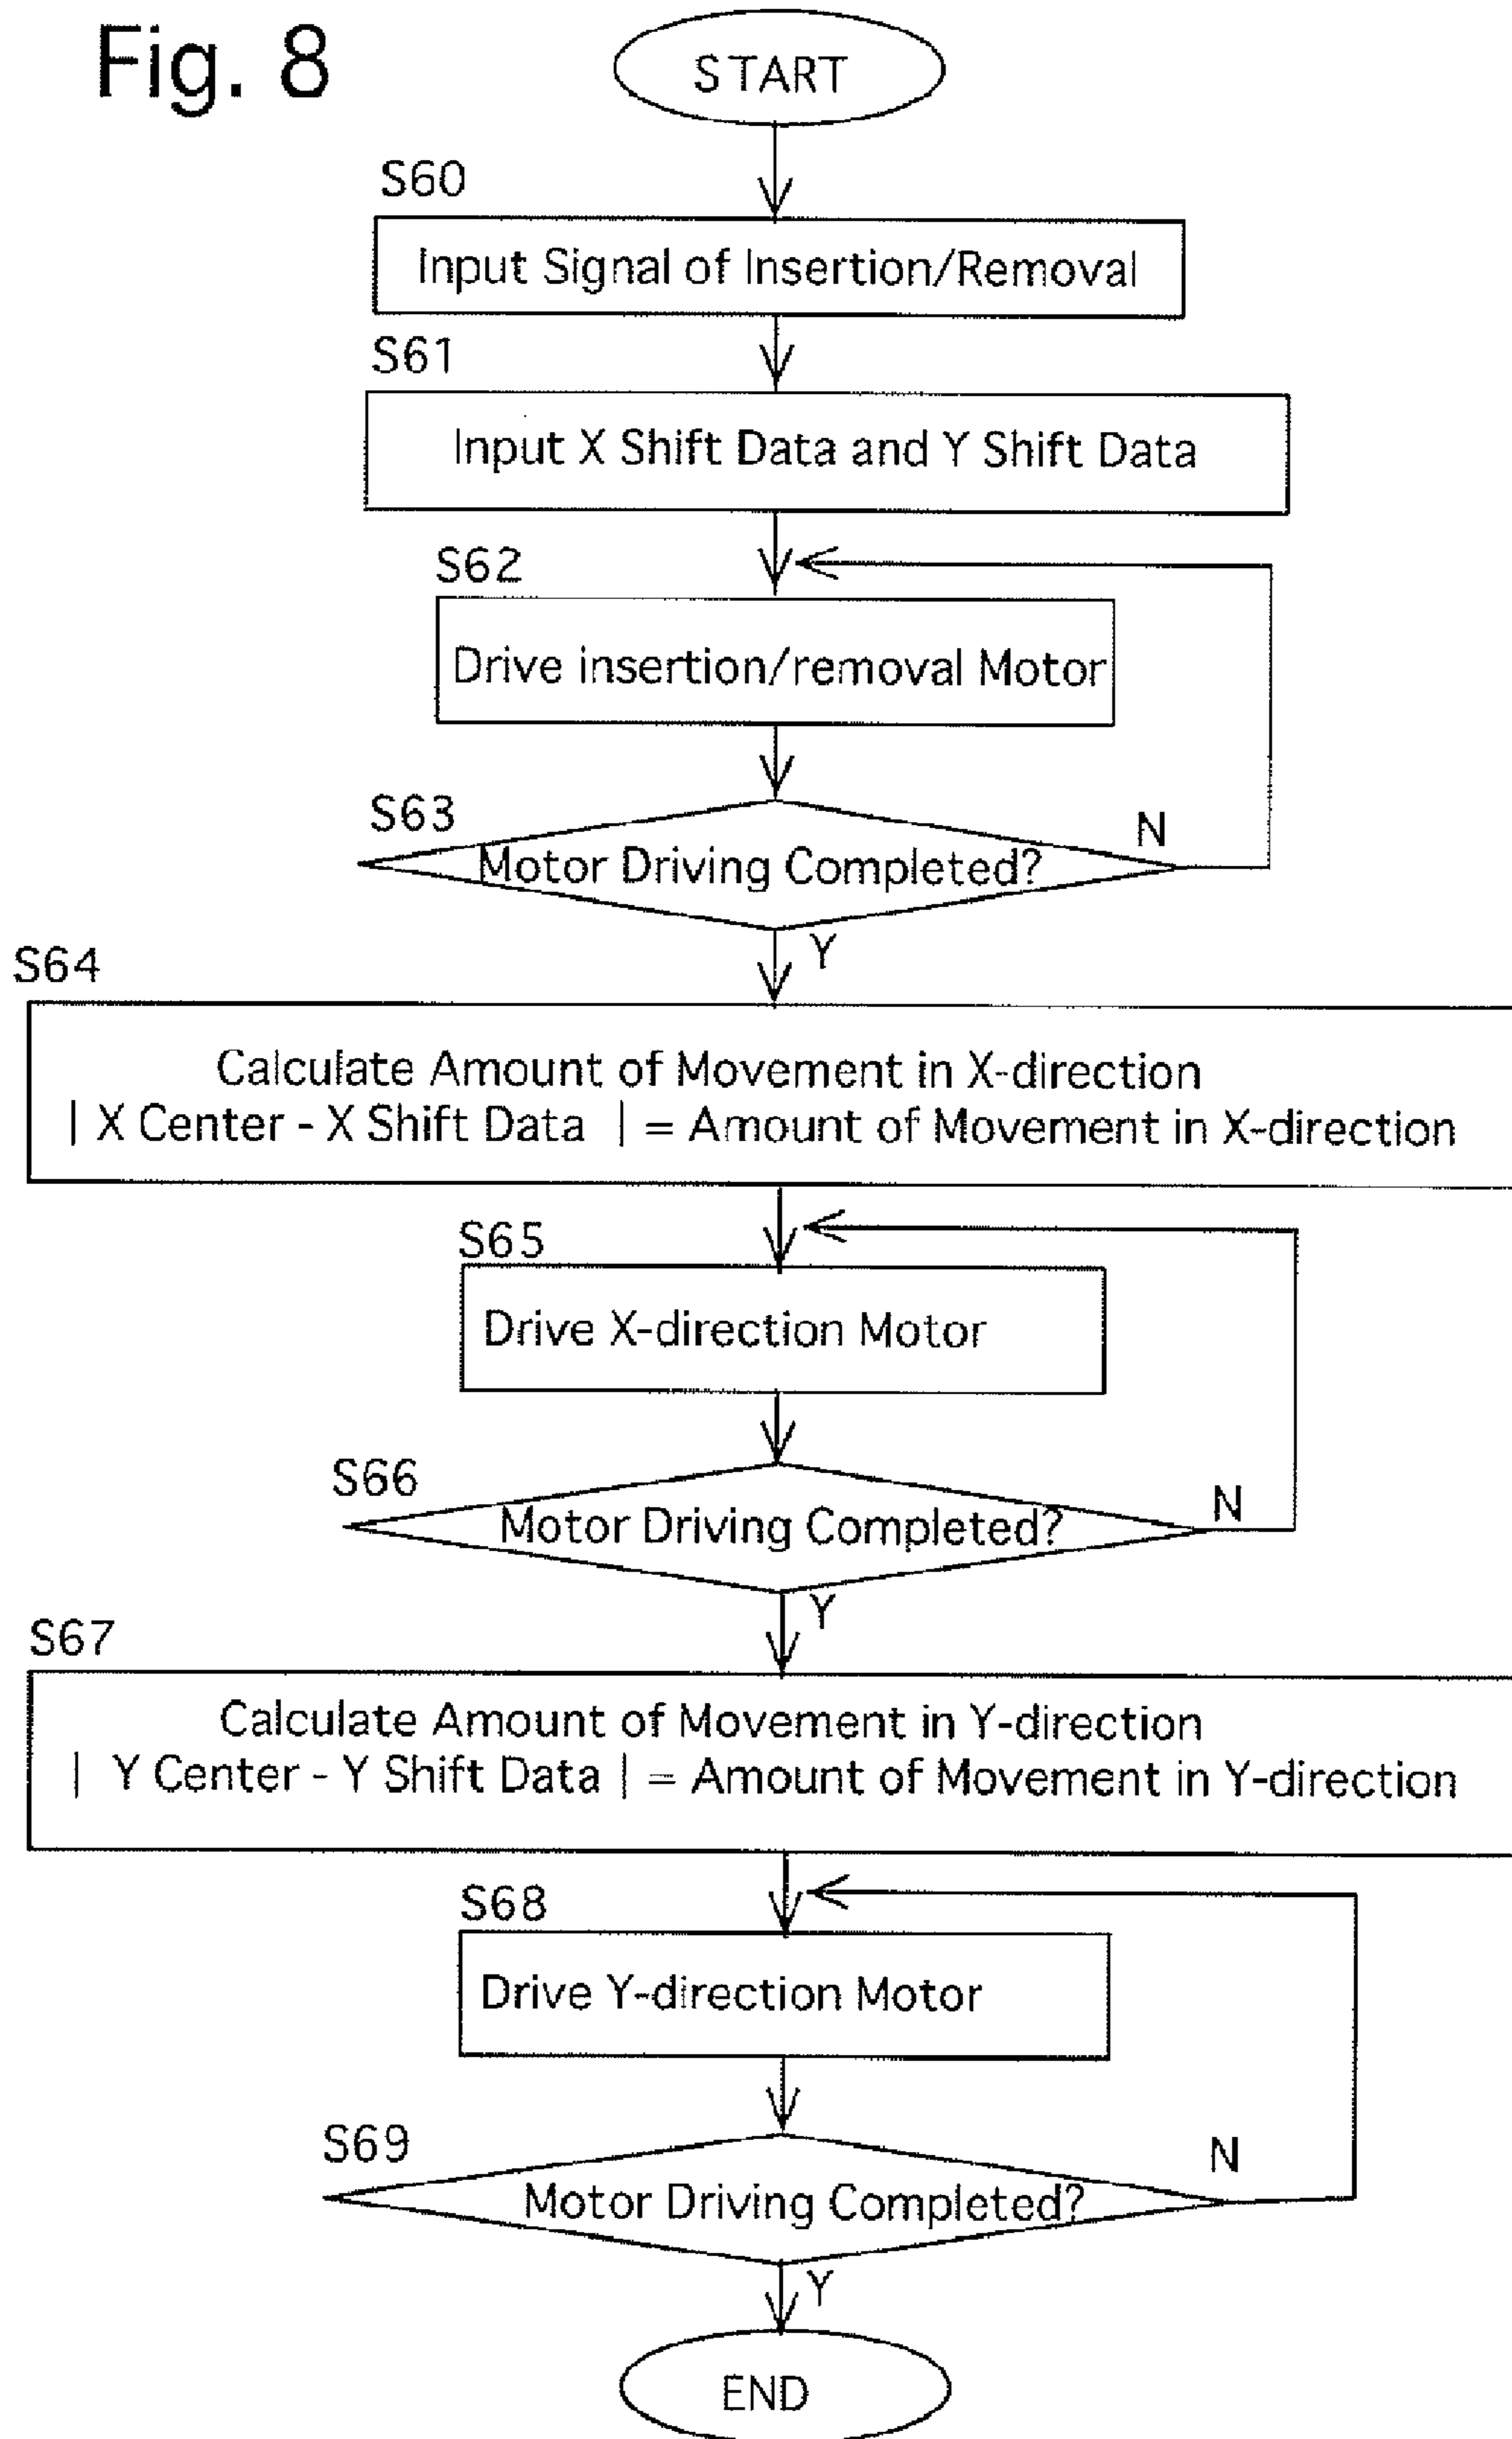 Fig. 8
START
S60
Input Signal of Insertion/Removal
S61
Input X Shift Data and Y Shift Data
S62
Drive insertion/removal Motor
S63
Motor Driving Completed?
N
Y
S64
Calculate Amount of Movement in X-direction
| X Center - X Shift Data | = Amount of Movement in X-direction
S65
Drive X-direction Motor
S66
Motor Driving Completed?
N
Y
S67
Calculate Amount of Movement in Y-direction
| Y Center - Y Shift Data | = Amount of Movement in Y-direction
S68
Drive Y-direction Motor
S69
Motor Driving Completed?
N
Y
END